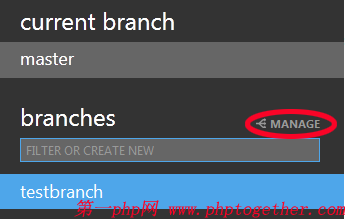 current branch
master
branches
MANAGE
FILTER OR CREATE NEW
testbranch
第一php网 www.phptogether.com